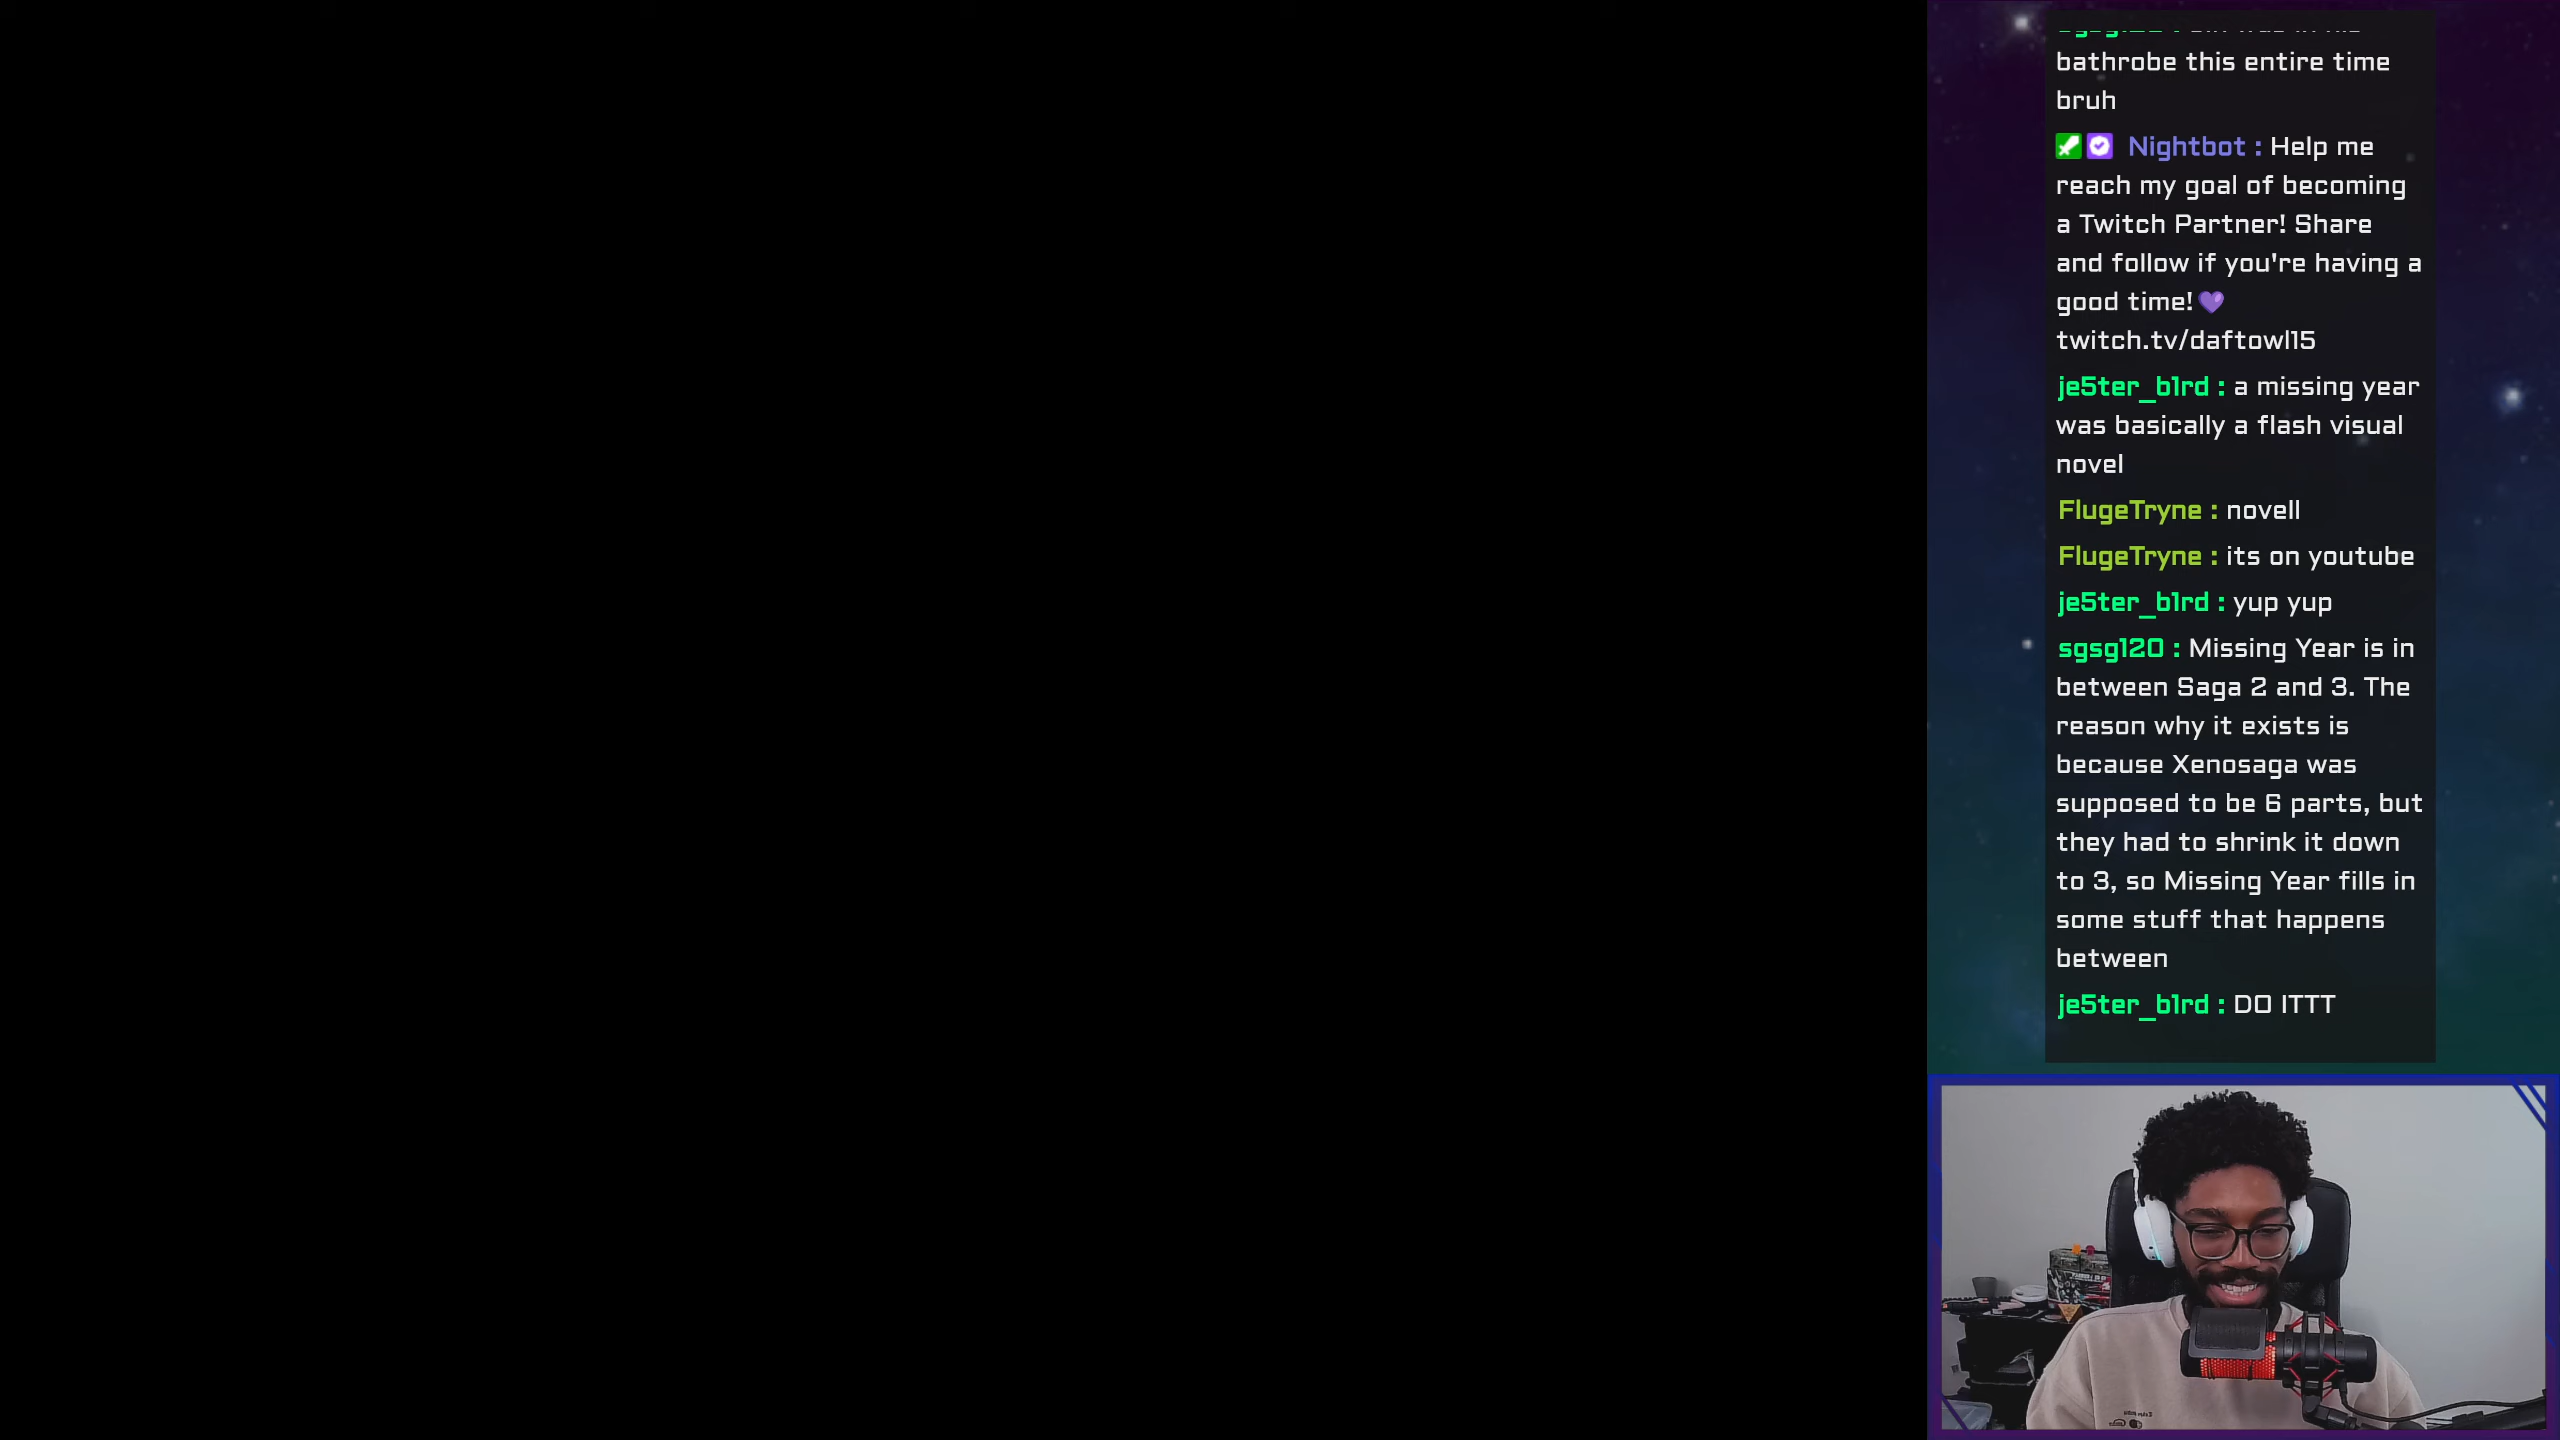 bathrobe this entire time
bruh
Nightbot : Help me
reach my goal of becoming
a Twitch Partner! Share
and follow if you're having a
good time!💜
twitch.tv/daftowl15
je5ter_b1rd : a missing year
was basically a flash visual
novel
FlugeTryne : novell
FlugeTryne : its on youtube
je5ter_b1rd : yup yup
sgsg120 : Missing Year is in
between Saga 2 and 3. The
reason why it exists is
because Xenosaga was
supposed to be 6 parts, but
they had to shrink it down
to 3, so Missing Year fills in
some stuff that happens
between
je5ter_b1rd : DO ITTT